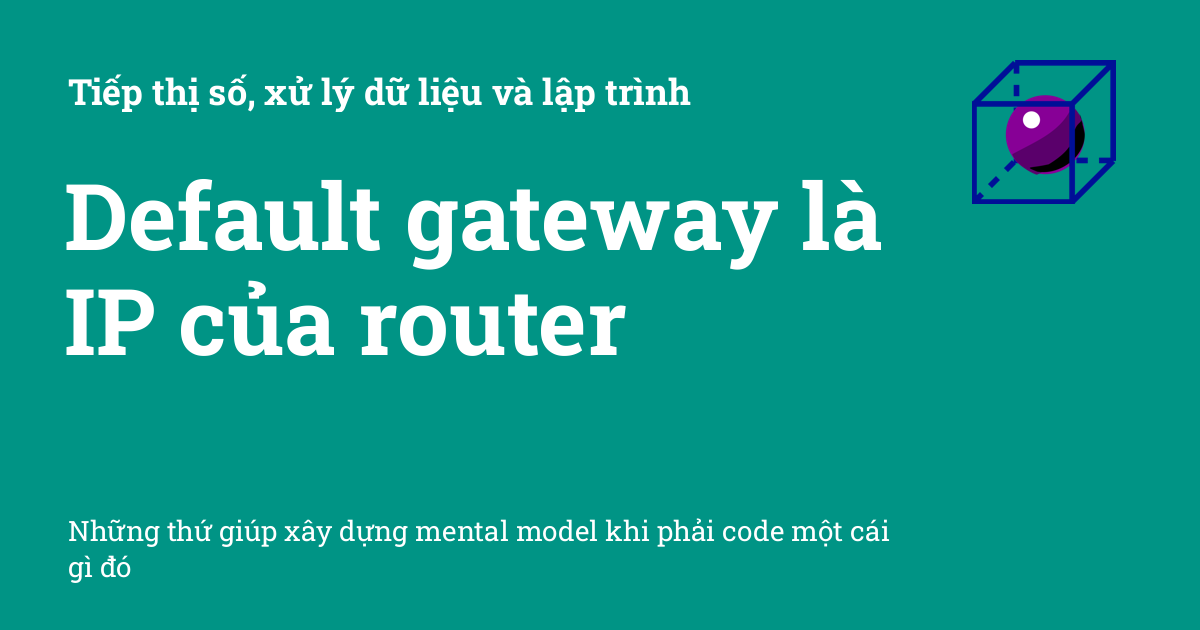 Tiếp thị số, xử lý dữ liệu và lập trình
Default gateway là
IP của router
Những thứ giúp xây dựng mental model khi phải code một cái
gì đó